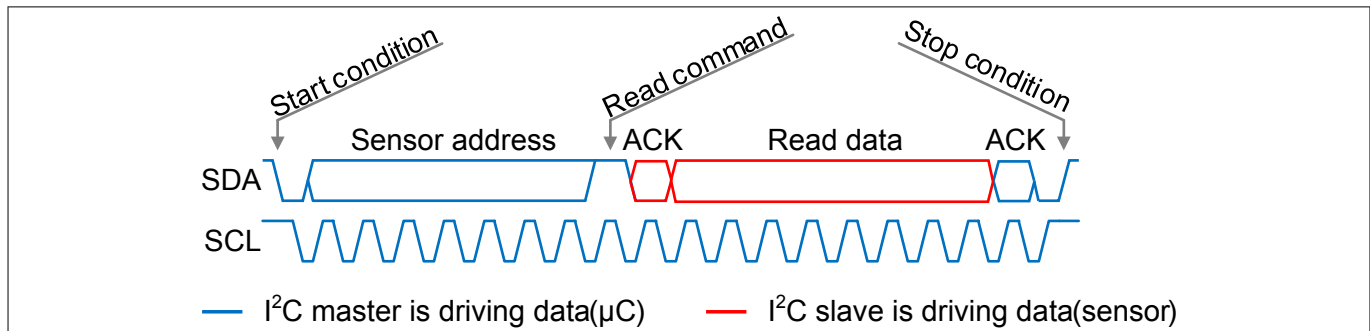 Start condition
Read command
Stop condition
Sensor address
ACK
Read data
ACK
SDA
SCL
I²C master is driving data(µC)
I²C slave is driving data(sensor)